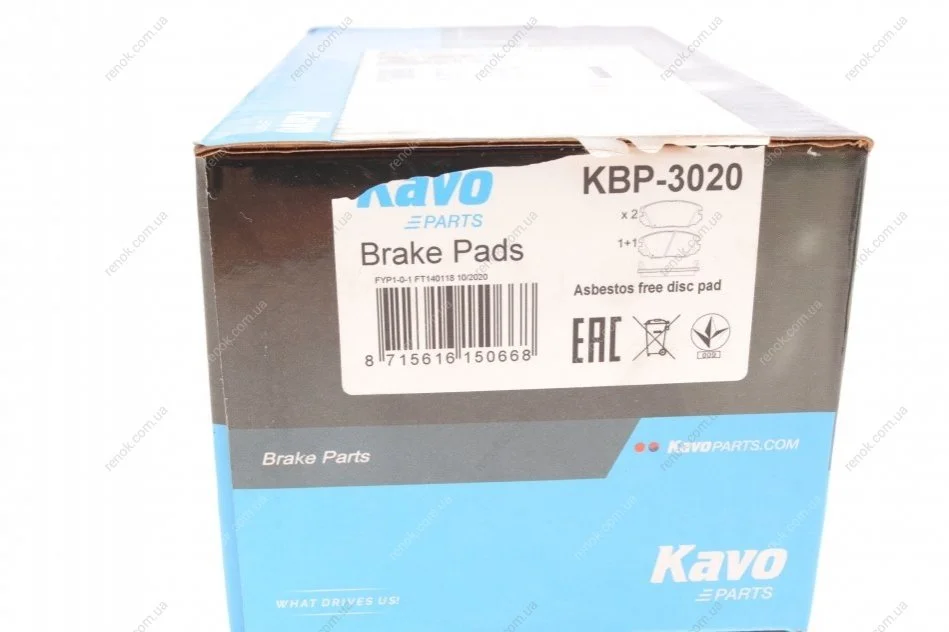 Kavo
PARTS
KBP-3020
x 2
1+1
Brake Pads
FYP1-0-1 FT140118 10/2020
Asbestos free disc pad
8 715616 150668
EAC
Brake Parts
KavoPARTS.COM
Kavo
PARTS
WHAT DRIVES US!
renok.com.ua